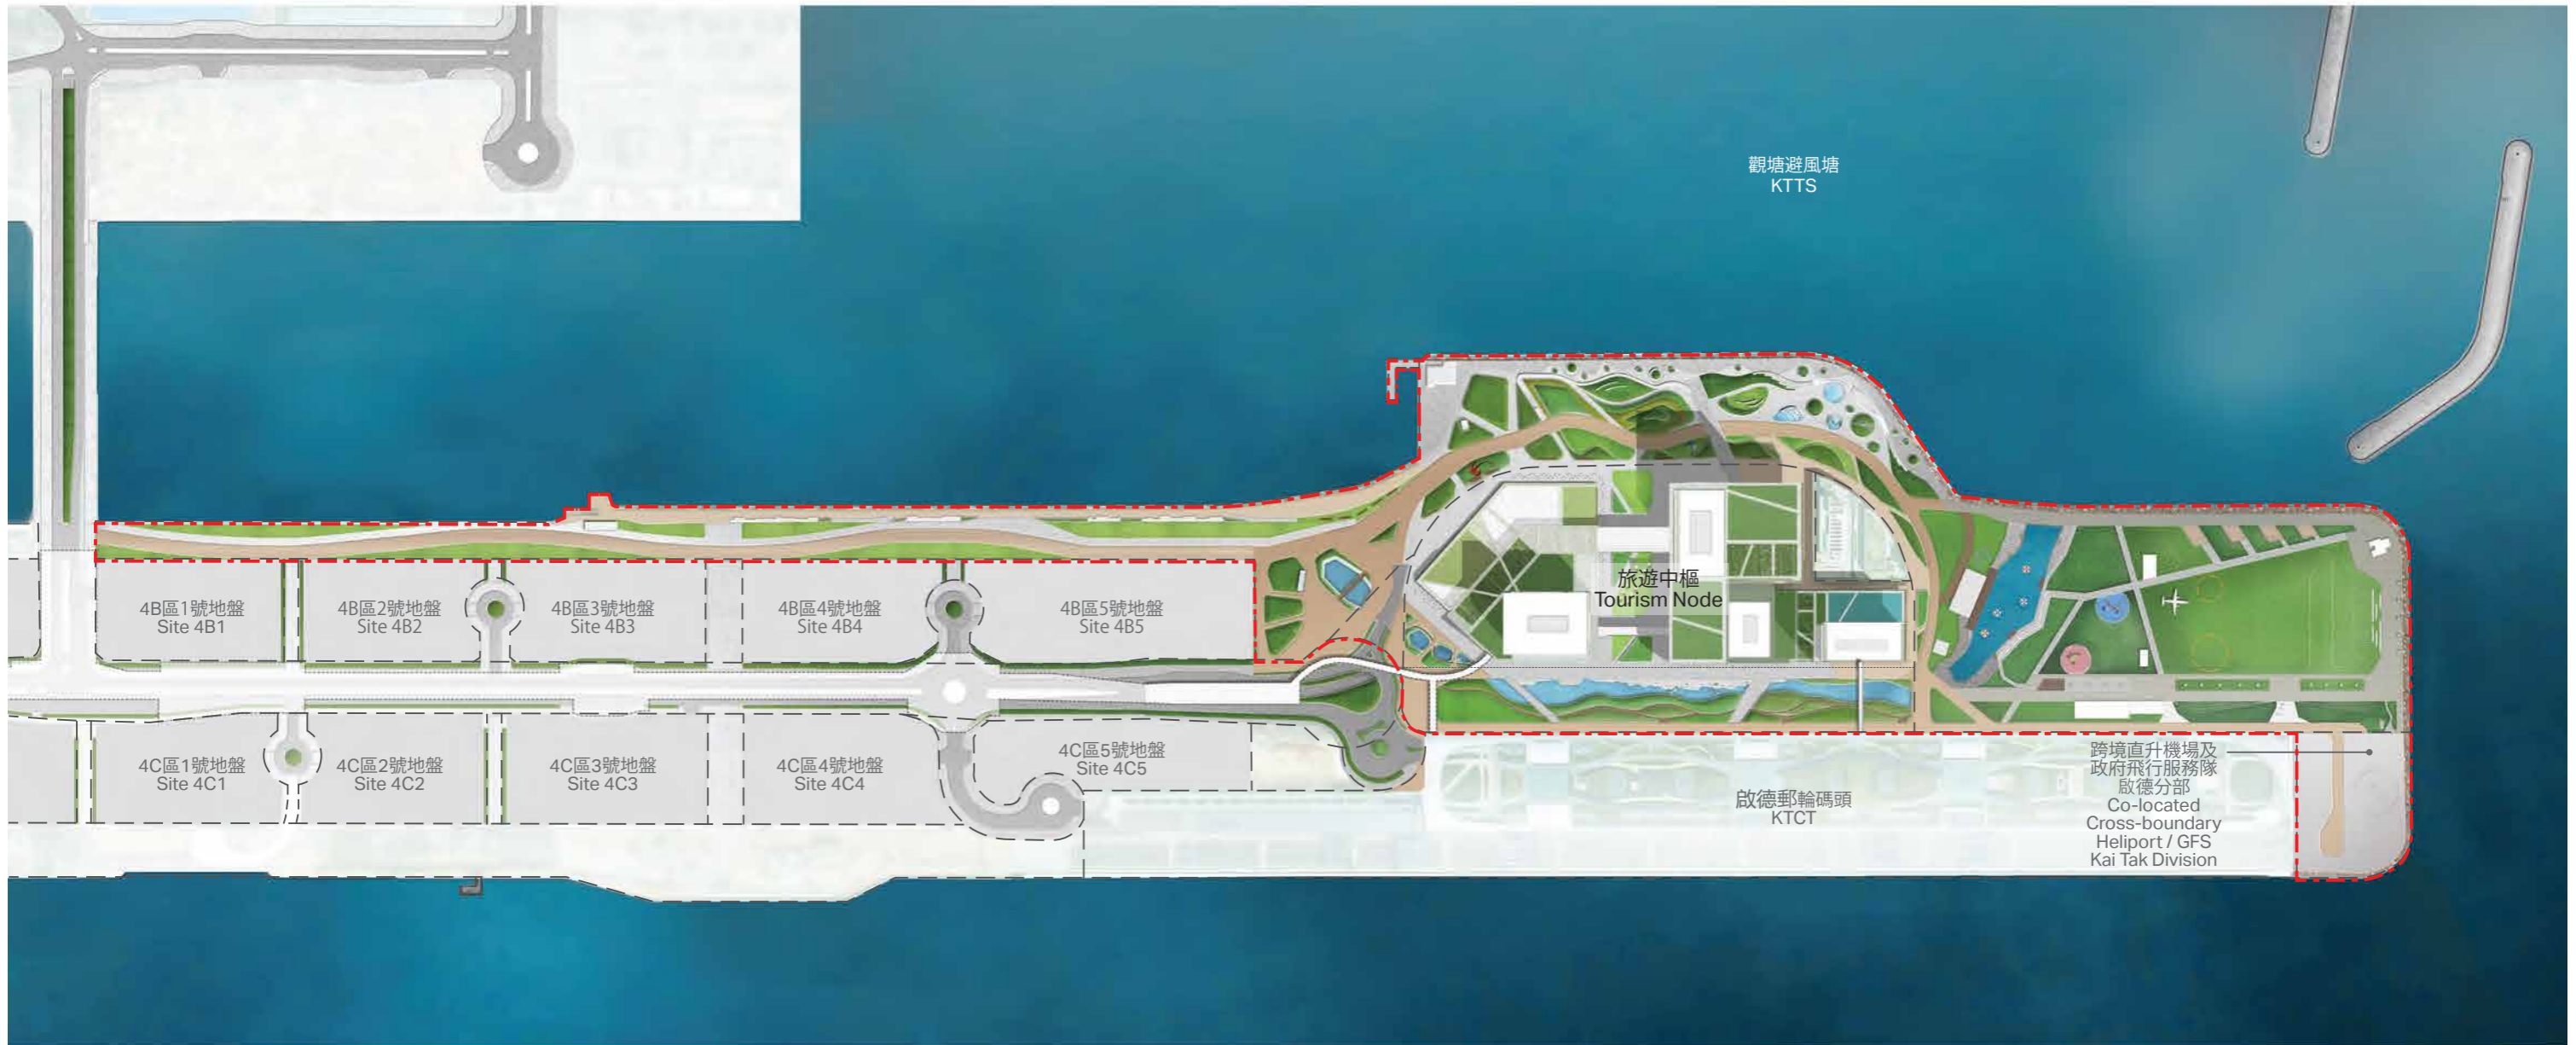 觀塘避風塘
KTTS
旅遊中樞
Tourism Node
4B區1號地盤
Site 4B1
4B區2號地盤
Site 4B2
4B區3號地盤
Site 4B3
4B區4號地盤
Site 4B4
4B區5號地盤
Site 4B5
4C區1號地盤
Site 4C1
4C區2號地盤
Site 4C2
4C區3號地盤
Site 4C3
4C區4號地盤
Site 4C4
4C區5號地盤
Site 4C5
啟德郵輪碼頭
KTCT
跨境直升機場及
政府飛行服務隊
啟德分部
Co-located
Cross-boundary
Heliport / GFS
Kai Tak Division